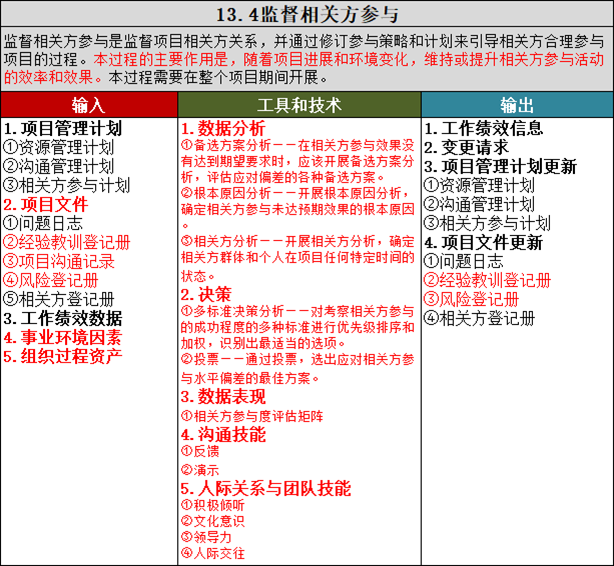 13.4监督相关方参与
监督相关方参与是监督项目相关方关系，并通过修订参与策略和计划来引导相关方合理参与
项目的过程。本过程的主要作用是，随着项目进展和环境变化，维持或提升相关方参与活动
的效率和效果。本过程需要在整个项目期间开展。
输入
1.项目管理计划
①资源管理计划
②沟通管理计划
③相关方参与计划
2.项目文件
①问题日志
②经验教训登记册
③项目沟通记录
④风险登记册
⑤相关方登记册
3.工作绩效数据
4.事业环境因素
5.组织过程资产
工具和技术
1.数据分析
①备选方案分析——在相关方参与效果没
有达到期望要求时，应该开展备选方案分
析，评估应对偏差的各种备选方案。
②根本原因分析——开展根本原因分析，
确定相关方参与未达预期效果的根本原因
。
③相关方分析——开展相关方分析，确定
相关方群体和个人在项目任何特定时间的
状态。
2.决策
①多标准决策分析——对考察相关方参与
的成功程度的多种标准进行优先级排序和
加权，识别出最适当的选项。
②投票——通过投票，选出应对相关方参
与水平偏差的最佳方案。
3.数据表现
①相关方参与度评估矩阵
4.沟通技能
①反馈
②演示
5.人际关系与团队技能
①积极倾听
②文化意识
③领导力
④人际交往
输出
1.工作绩效信息
2.变更请求
3.项目管理计划更新
①资源管理计划
②沟通管理计划
③相关方参与计划
4.项目文件更新
①问题日志
②经验教训登记册
③风险登记册
④相关方登记册